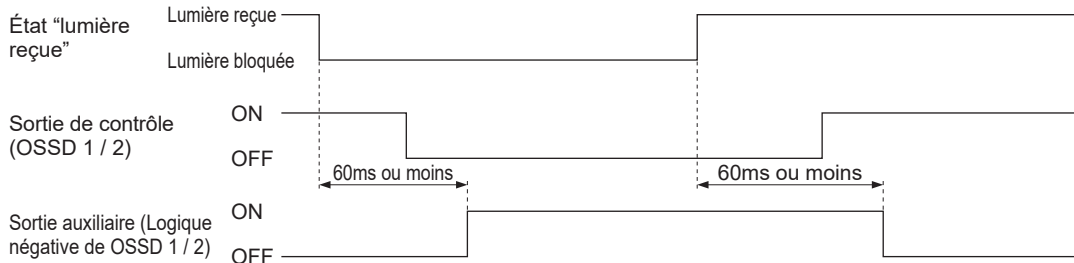 État “lumière
reçue”
Lumière reçue
Lumière bloquée
Sortie de contrôle
(OSSD 1 / 2)
ON
OFF
60ms ou moins
60ms ou moins
Sortie auxiliaire (Logique
négative de OSSD 1 / 2)
ON
OFF